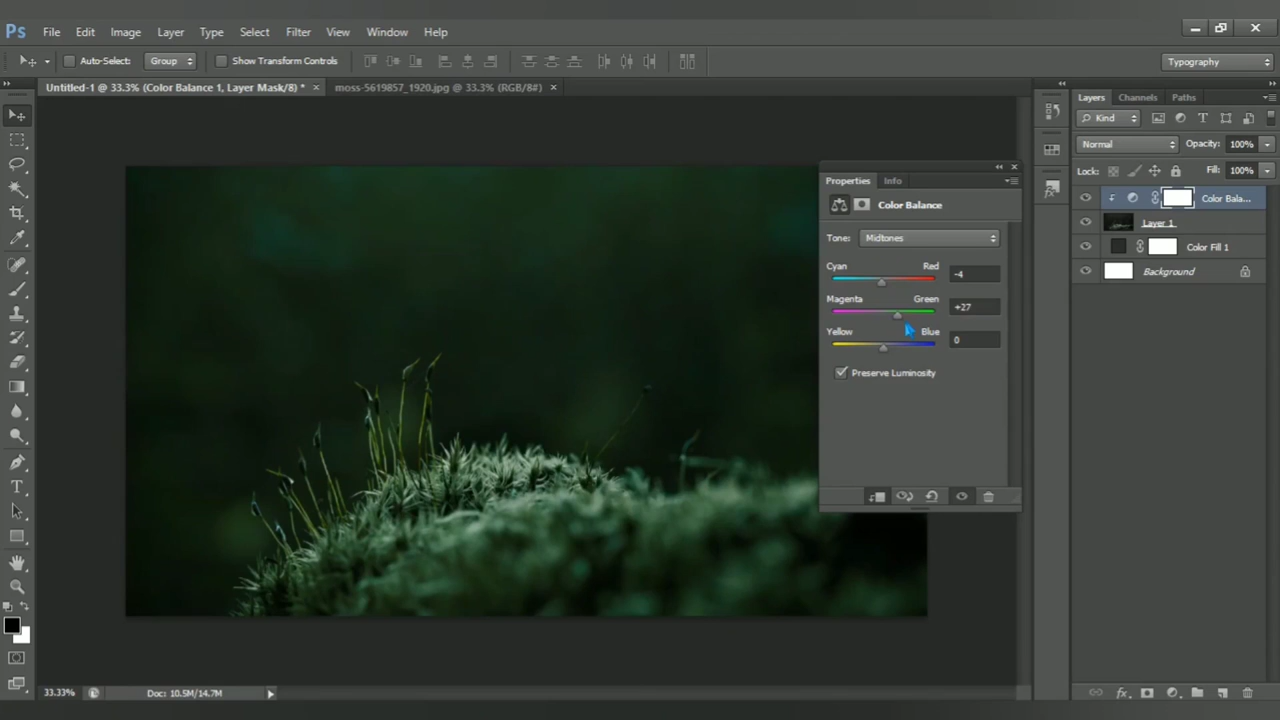 Ps File Edit Image Layer Type Select Filter View Window Help
Auto-Select: Group Show Transform Controls Typography
Untitled-1 @ 33.3% (Color Balance 1, Layer Mask/8) * × moss-5619857_1920.jpg @ 33.3% (RGB/8#) ×
Layers Channels Paths
Kind T
Normal Opacity: 100%
Lock: Fill: 100%
Color Bala...
Layer 1
Color Fill 1
Background
Properties Info
Color Balance
Tone: Midtones
Cyan Red -4
Magenta Green +27
Yellow Blue 0
Preserve Luminosity
T
33.33% Doc: 10.5M/14.7M
fx